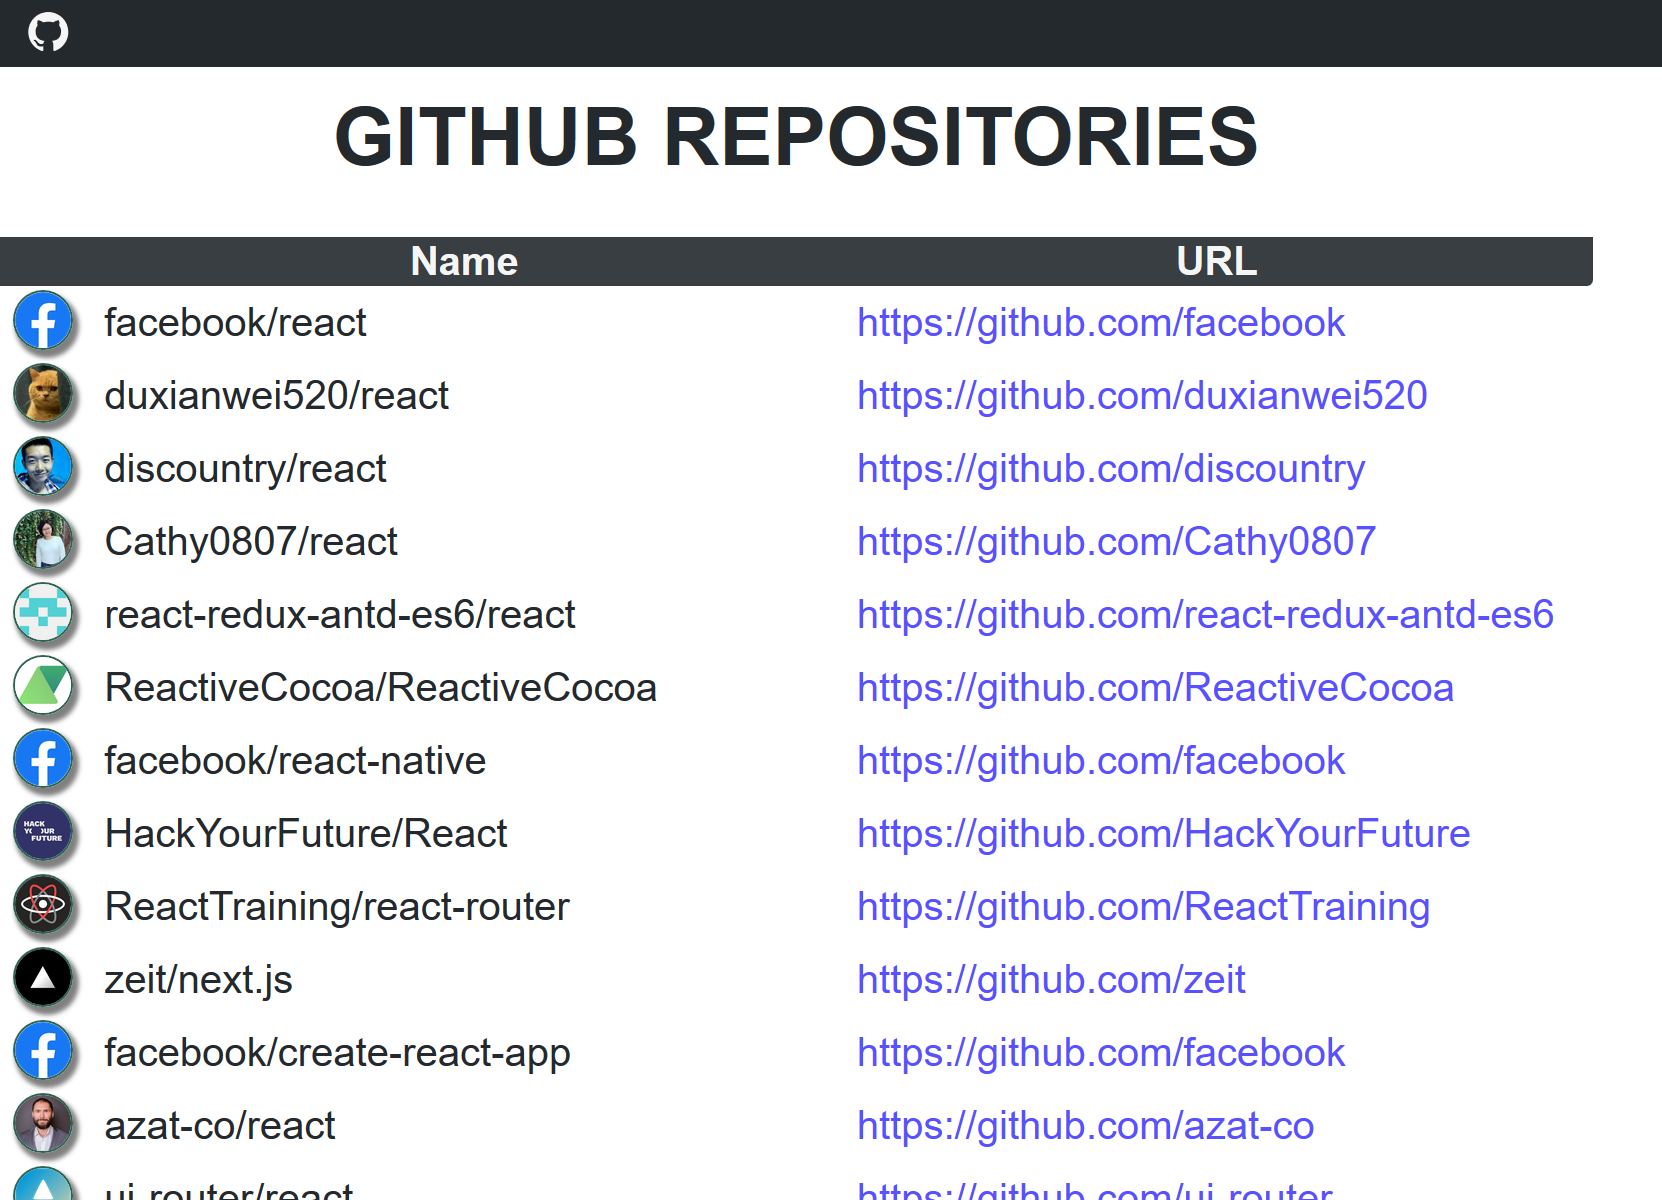 GITHUB REPOSITORIES
Name URL
facebook/react https://github.com/facebook
duxianwei520/react https://github.com/duxianwei520
discountry/react https://github.com/discountry
Cathy0807/react https://github.com/Cathy0807
react-redux-antd-es6/react https://github.com/react-redux-antd-es6
ReactiveCocoa/ReactiveCocoa https://github.com/ReactiveCocoa
facebook/react-native https://github.com/facebook
HACK
YOUR
FUTURE
HackYourFuture/React https://github.com/HackYourFuture
ReactTraining/react-router https://github.com/ReactTraining
zeit/next.js https://github.com/zeit
facebook/create-react-app https://github.com/facebook
azat-co/react https://github.com/azat-co
ui-router/react https://github.com/ui-router